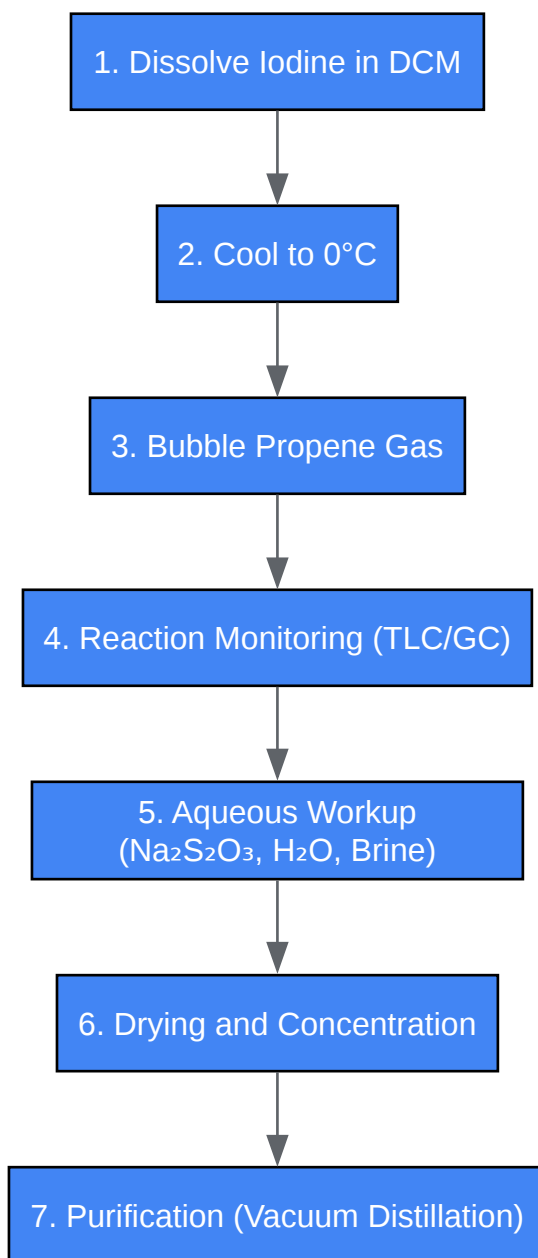 1. Dissolve Iodine in DCM
2. Cool to 0°C
3. Bubble Propene Gas
4. Reaction Monitoring (TLC/GC)
5. Aqueous Workup
(Na₂S₂O₃, H₂O, Brine)
6. Drying and Concentration
7. Purification (Vacuum Distillation)